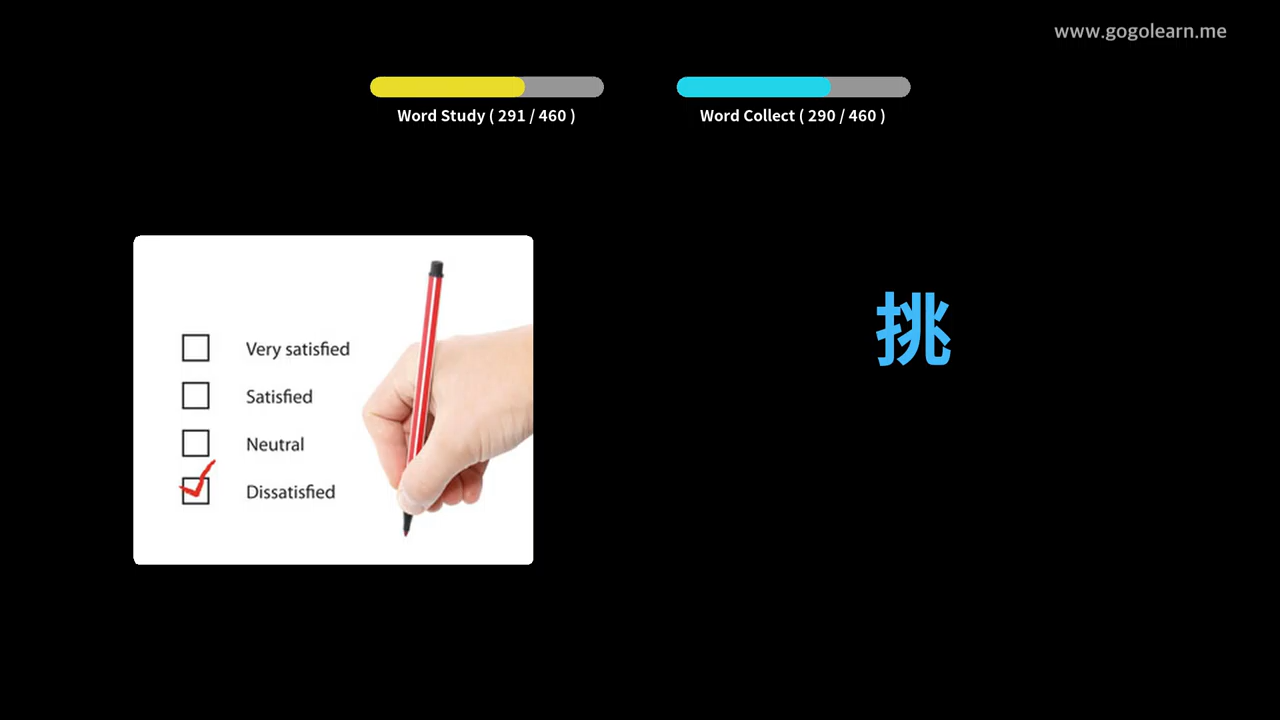 www.gogolearn.me
Word Study ( 291 / 460 )
Word Collect ( 290 / 460 )
Very satisfied
Satisfied
Neutral
Dissatisfied
挑